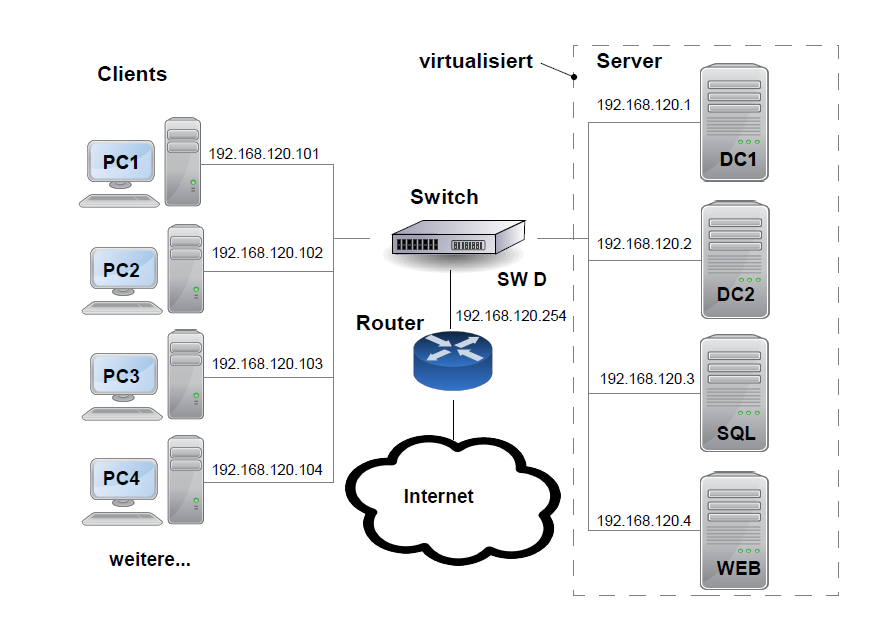 Clients
virtualisiert
Server
PC1
192.168.120.101
PC2
192.168.120.102
PC3
192.168.120.103
PC4
192.168.120.104
weitere...
Switch
SW D
Router
192.168.120.254
Internet
192.168.120.1
DC1
192.168.120.2
DC2
192.168.120.3
SQL
192.168.120.4
WEB